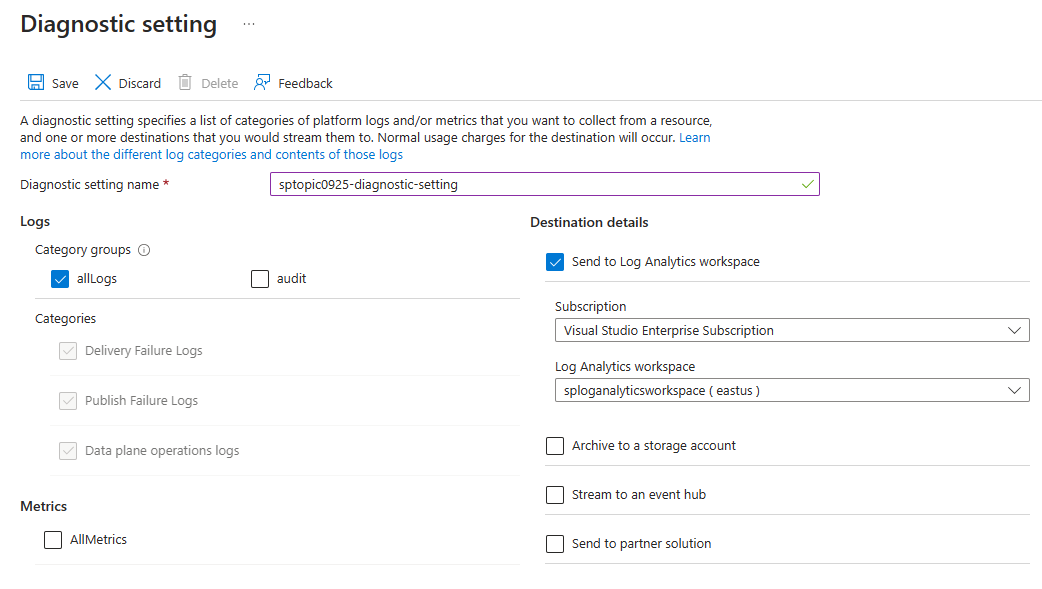 Diagnostic setting ...
Save Discard Delete Feedback
A diagnostic setting specifies a list of categories of platform logs and/or metrics that you want to collect from a resource,
and one or more destinations that you would stream them to. Normal usage charges for the destination will occur. Learn
more about the different log categories and contents of those logs
Diagnostic setting name *
sptopic0925-diagnostic-setting
Logs
Category groups
allLogs audit
Categories
Delivery Failure Logs
Publish Failure Logs
Data plane operations logs
Metrics
AllMetrics
Destination details
Send to Log Analytics workspace
Subscription
Visual Studio Enterprise Subscription
Log Analytics workspace
sploganalyticsworkspace ( eastus )
Archive to a storage account
Stream to an event hub
Send to partner solution